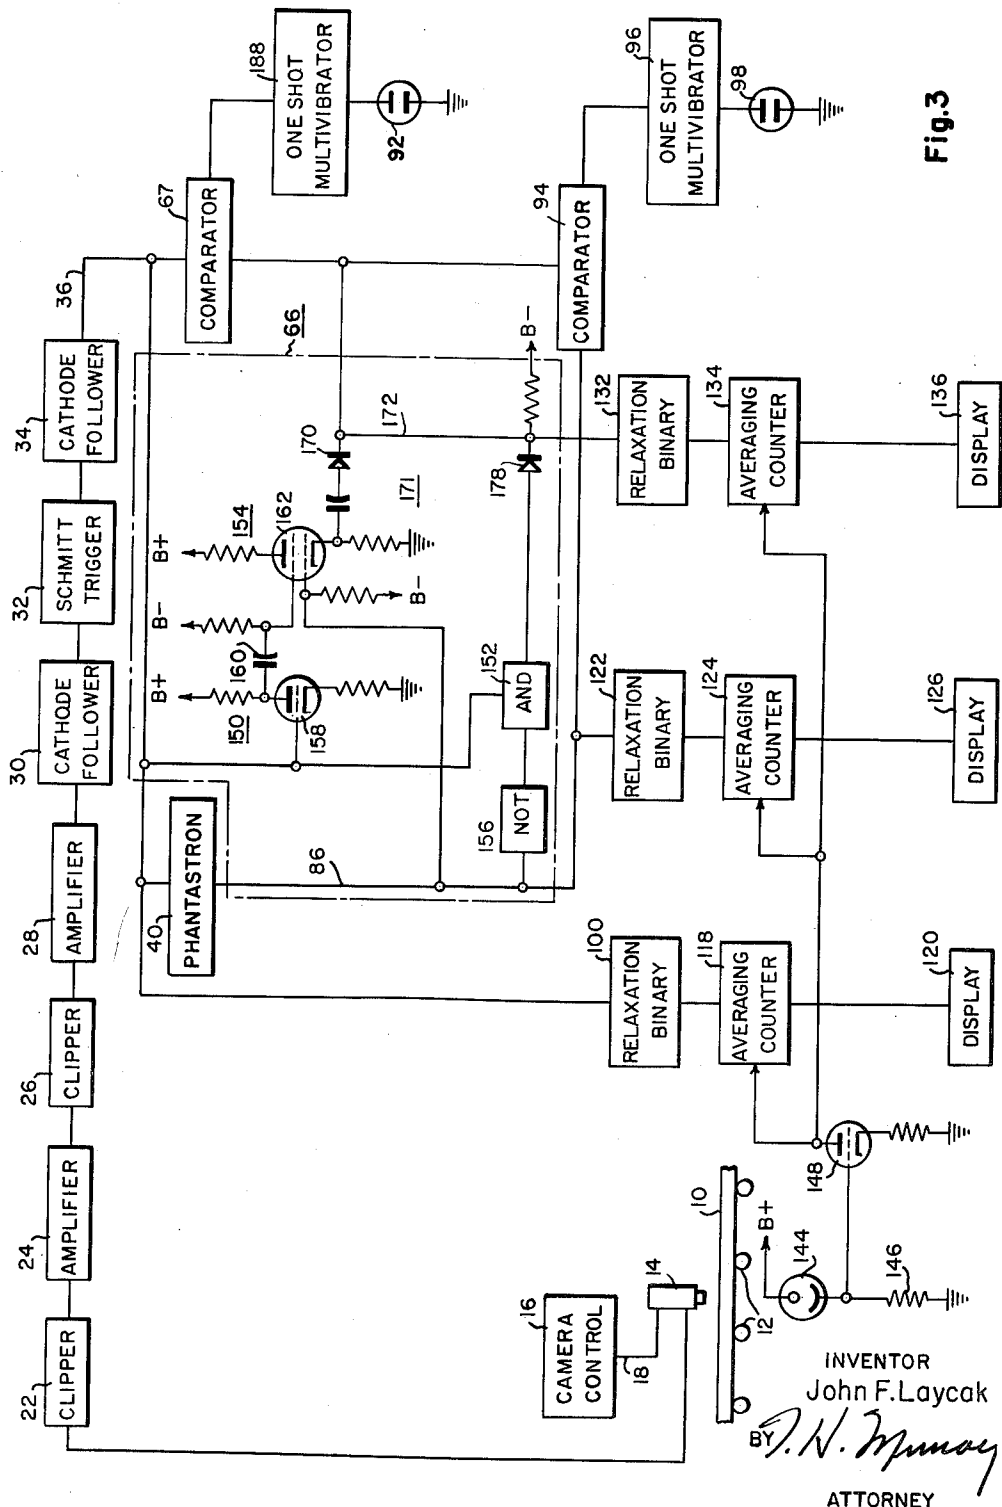 22
CLIPPER
24
AMPLIFIER
26
CLIPPER
28
AMPLIFIER
30
CATHODE
FOLLOWER
32
SCHMITT
TRIGGER
34
CATHODE
FOLLOWER
36
40
PHANTASTRON
86
66
B+
150
158
160
B-
B+
154
162
B-
170
171
172
156
NOT
152
AND
178
B-
67
COMPARATOR
188
ONE SHOT
MULTIVIBRATOR
92
94
COMPARATOR
96
ONE SHOT
MULTIVIBRATOR
98
100
RELAXATION
BINARY
118
AVERAGING
COUNTER
120
DISPLAY
122
RELAXATION
BINARY
124
AVERAGING
COUNTER
126
DISPLAY
132
RELAXATION
BINARY
134
AVERAGING
COUNTER
136
DISPLAY
16
CAMERA
CONTROL
18
14
10
12
B+
144
146
148
Fig.3
INVENTOR
John F. Laycak
BY
ATTORNEY